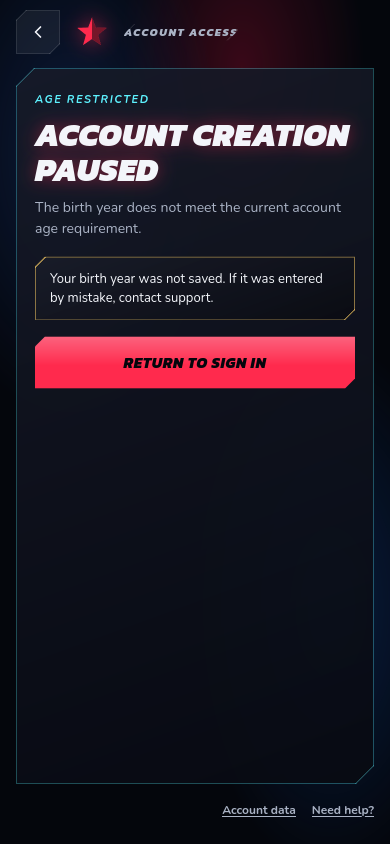 ACCOUNT ACCESS
AGE RESTRICTED
ACCOUNT CREATION
PAUSED
The birth year does not meet the current account
age requirement.
Your birth year was not saved. If it was entered
by mistake, contact support.
RETURN TO SIGN IN
Account data Need help?